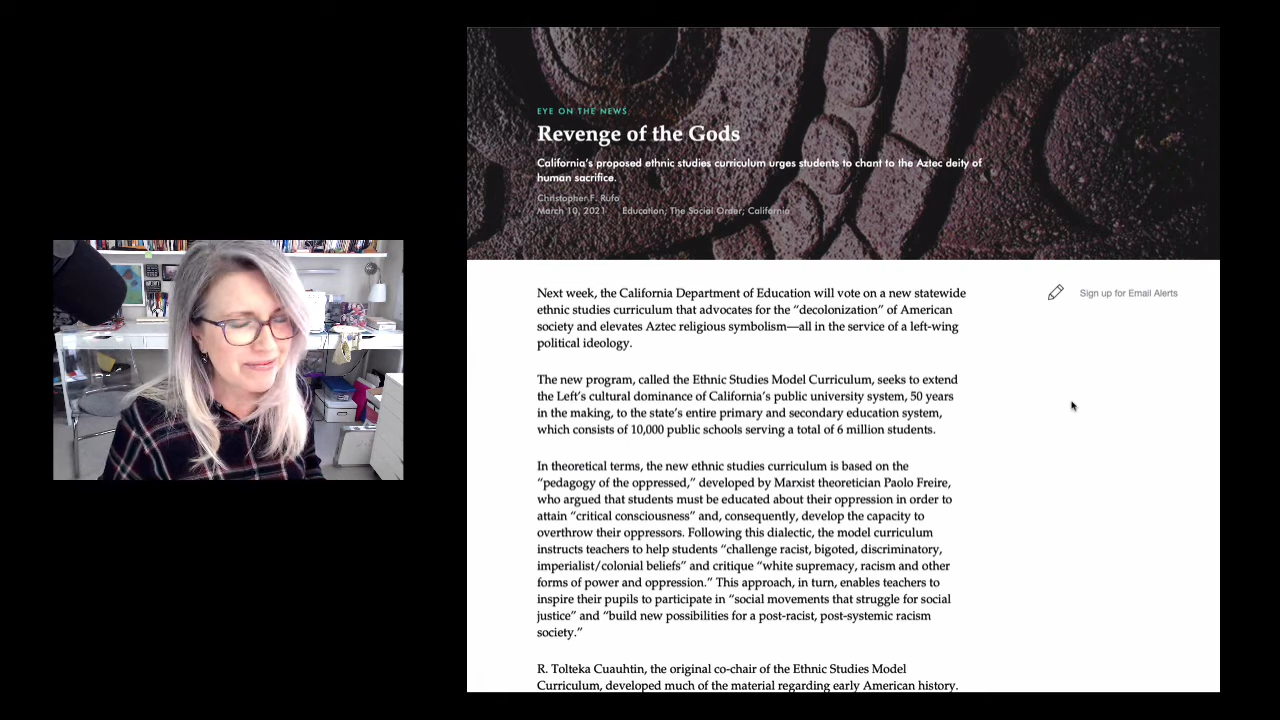 EYE ON THE NEWS
Revenge of the Gods
California's proposed ethnic studies curriculum urges students to chant to the Aztec deity of
human sacrifice.
Christopher F. Rufo
March 10, 2021 Education; The Social Order; California
Next week, the California Department of Education will vote on a new statewide
ethnic studies curriculum that advocates for the “decolonization” of American
society and elevates Aztec religious symbolism—all in the service of a left-wing
political ideology.
Sign up for Email Alerts
The new program, called the Ethnic Studies Model Curriculum, seeks to extend
the Left’s cultural dominance of California’s public university system, 50 years
in the making, to the state’s entire primary and secondary education system,
which consists of 10,000 public schools serving a total of 6 million students.
In theoretical terms, the new ethnic studies curriculum is based on the
“pedagogy of the oppressed,” developed by Marxist theoretician Paolo Freire,
who argued that students must be educated about their oppression in order to
attain “critical consciousness” and, consequently, develop the capacity to
overthrow their oppressors. Following this dialectic, the model curriculum
instructs teachers to help students “challenge racist, bigoted, discriminatory,
imperialist/colonial beliefs” and critique “white supremacy, racism and other
forms of power and oppression.” This approach, in turn, enables teachers to
inspire their pupils to participate in “social movements that struggle for social
justice” and “build new possibilities for a post-racist, post-systemic racism
society.”
R. Tolteka Cuauhtin, the original co-chair of the Ethnic Studies Model
Curriculum, developed much of the material regarding early American history.